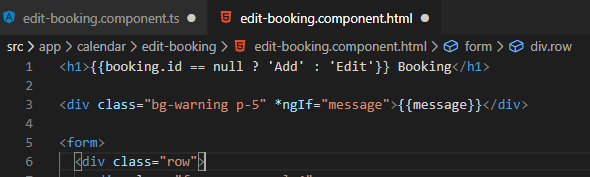 edit-booking.component.ts ● edit-booking.component.html ●
src > app > calendar > edit-booking > edit-booking.component.html > form > div.row
1 <h1>{{booking.id == null ? 'Add' : 'Edit'}} Booking</h1>
2
3 <div class="bg-warning p-5" *ngIf="message">{{message}}</div>
4
5 <form>
6 <div class="row">